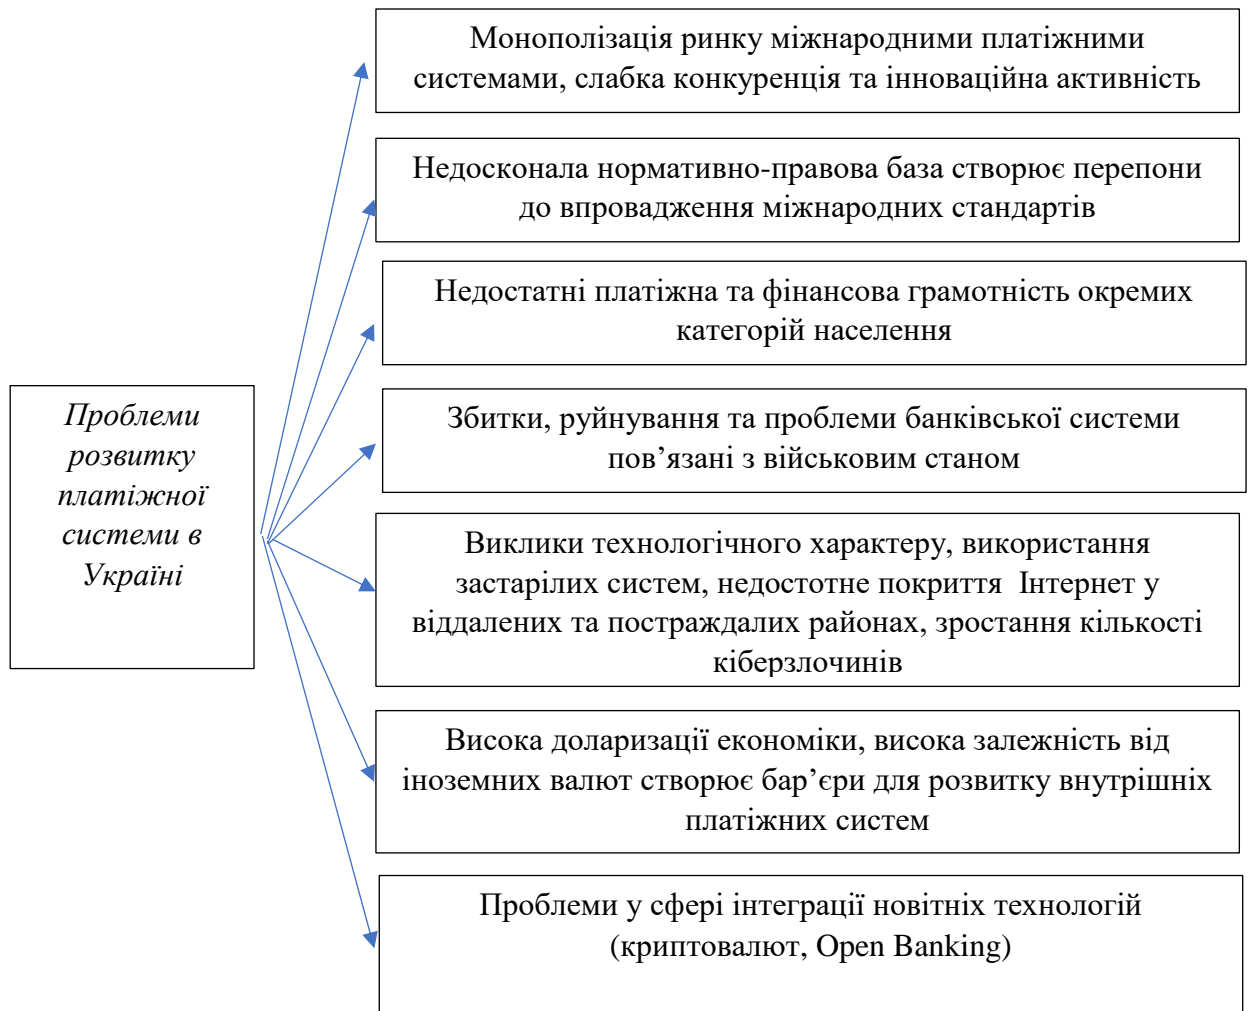 Монополізація ринку міжнародними платіжними
системами, слабка конкуренція та інноваційна активність
Недосконала нормативно-правова база створює перепони
до впровадження міжнародних стандартів
Недостатні платіжна та фінансова грамотність окремих
категорій населення
Проблеми
розвитку
платіжної
системи в
Україні
Збитки, руйнування та проблеми банківської системи
пов’язані з військовим станом
Виклики технологічного характеру, використання
застарілих систем, недостотне покриття  Інтернет у
віддалених та постраждалих районах, зростання кількості
кіберзлочинів
Висока доларизації економіки, висока залежність від
іноземних валют створює бар’єри для розвитку внутрішніх
платіжних систем
Проблеми у сфері інтеграції новітніх технологій
(криптовалют, Open Banking)